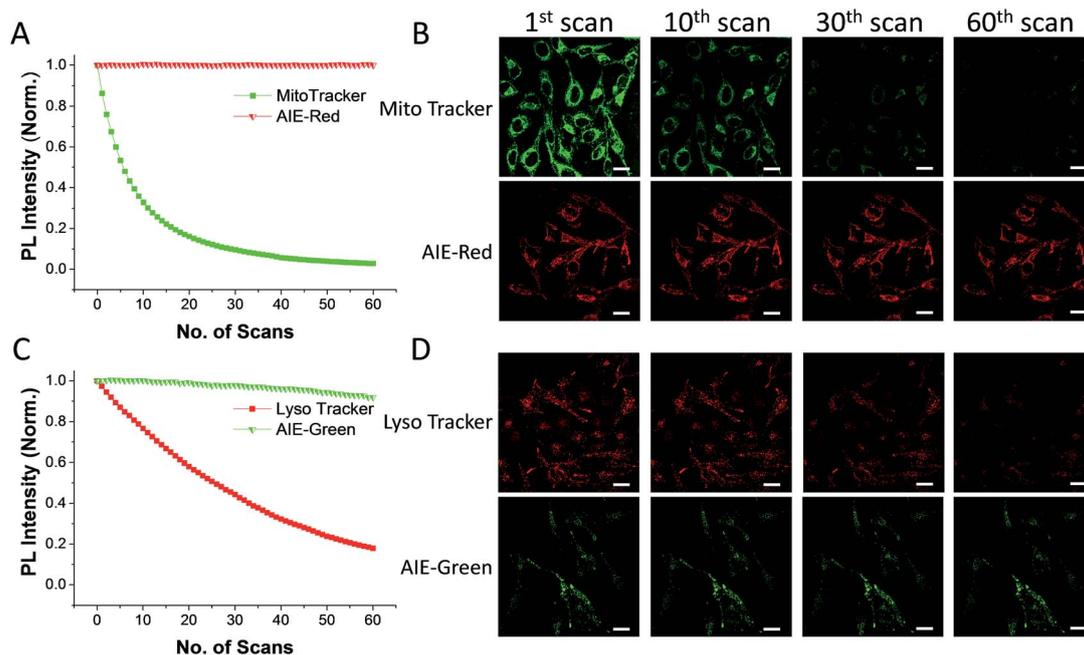 A
PL Intensity (Norm.)
1.0
0.8
0.6
0.4
0.2
0.0
MitoTracker
AIE-Red
0 10 20 30 40 50 60
No. of Scans
B
1st scan 10th scan 30th scan 60th scan
Mito Tracker
AIE-Red
C
PL Intensity (Norm.)
1.0
0.8
0.6
0.4
0.2
0.0
Lyso Tracker
AIE-Green
0 10 20 30 40 50 60
No. of Scans
D
Lyso Tracker
AIE-Green